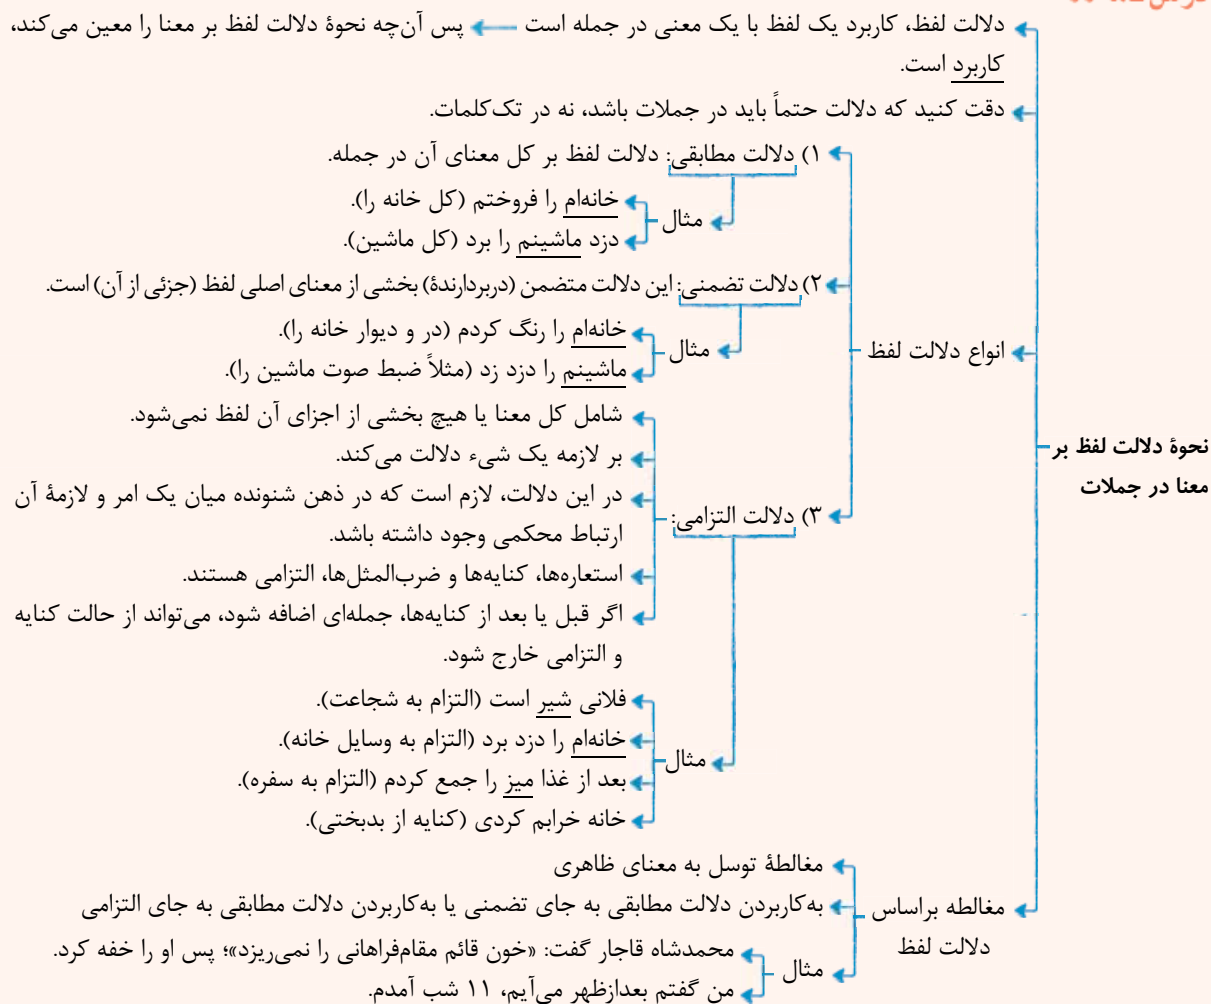 دلالت لفظ، کاربرد یک لفظ با یک معنی در جمله است ← پس آن‌چه نحوهٔ دلالت لفظ بر معنا را معین می‌کند،
کاربرد است.
دقت کنید که دلالت حتماً باید در جملات باشد، نه در تک‌کلمات.
۱) دلالت مطابقی: دلالت لفظ بر کل معنای آن در جمله.
خانه‌ام را فروختم (کل خانه را).
مثال
دزد ماشینم را برد (کل ماشین).
۲) دلالت تضمنی: این دلالت متضمن (دربردارندهٔ) بخشی از معنای اصلی لفظ (جزئی از آن) است.
خانه‌ام را رنگ کردم (در و دیوار خانه را).
انواع دلالت لفظ
مثال
ماشینم را دزد زد (مثلاً ضبط صوت ماشین را).
شامل کل معنا یا هیچ بخشی از اجزای آن لفظ نمی‌شود.
نحوهٔ دلالت لفظ بر
معنا در جملات
بر لازمه یک شیء دلالت می‌کند.
۳) دلالت التزامی:
در این دلالت، لازم است که در ذهن شنونده میان یک امر و لازمهٔ آن
ارتباط محکمی وجود داشته باشد.
استعاره‌ها، کنایه‌ها و ضرب‌المثل‌ها، التزامی هستند.
اگر قبل یا بعد از کنایه‌ها، جمله‌ای اضافه شود، می‌تواند از حالت کنایه
و التزامی خارج شود.
فلانی شیر است (التزام به شجاعت).
خانه‌ام را دزد برد (التزام به وسایل خانه).
مثال
بعد از غذا میز را جمع کردم (التزام به سفره).
خانه خرابم کردی (کنایه از بدبختی).
مغالطهٔ توسل به معنای ظاهری
مغالطه براساس
دلالت لفظ
به‌کاربردن دلالت مطابقی به جای تضمنی یا به‌کاربردن دلالت مطابقی به جای التزامی
محمدشاه قاجار گفت: «خون قائم مقام‌فراهانی را نمی‌ریزد»؛ پس او را خفه کرد.
مثال
من گفتم بعدازظهر می‌آیم، ۱۱ شب آمدم.